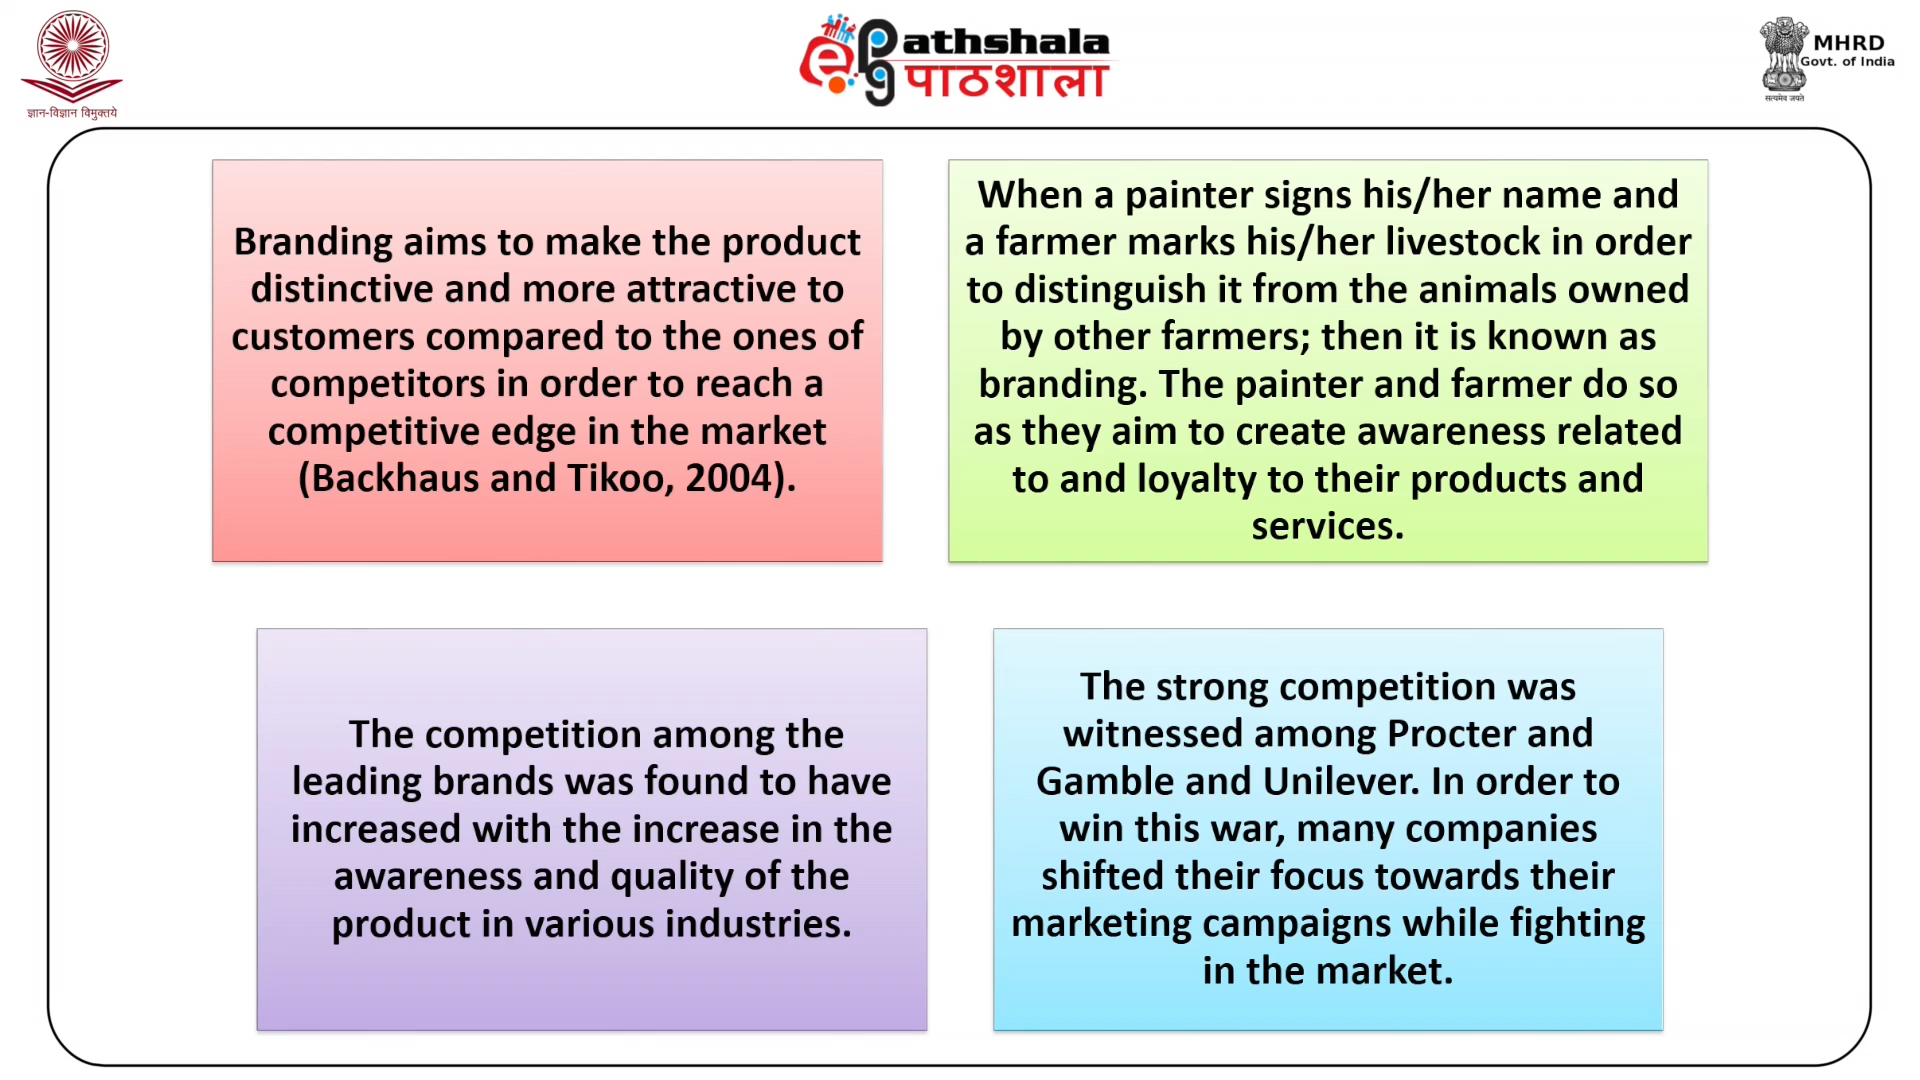 ज्ञान-विज्ञान विमुक्तये
e pg athshala
पाठशाला
MHRD
Govt. of India
सत्यमेव जयते
Branding aims to make the product
distinctive and more attractive to
customers compared to the ones of
competitors in order to reach a
competitive edge in the market
(Backhaus and Tikoo, 2004).
When a painter signs his/her name and
a farmer marks his/her livestock in order
to distinguish it from the animals owned
by other farmers; then it is known as
branding. The painter and farmer do so
as they aim to create awareness related
to and loyalty to their products and
services.
The competition among the
leading brands was found to have
increased with the increase in the
awareness and quality of the
product in various industries.
The strong competition was
witnessed among Procter and
Gamble and Unilever. In order to
win this war, many companies
shifted their focus towards their
marketing campaigns while fighting
in the market.